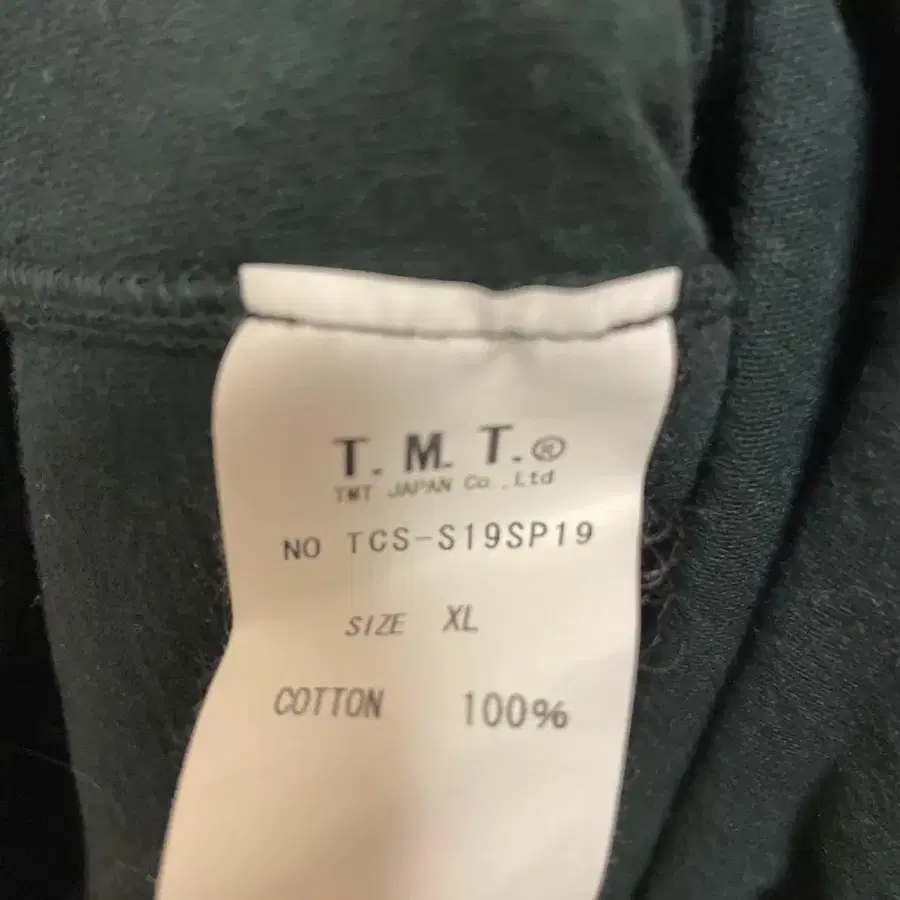 T. M. T.®
TMT JAPAN Co .,Ltd
NO TCS-S19SP19
SIZE XL
COTTON 100%